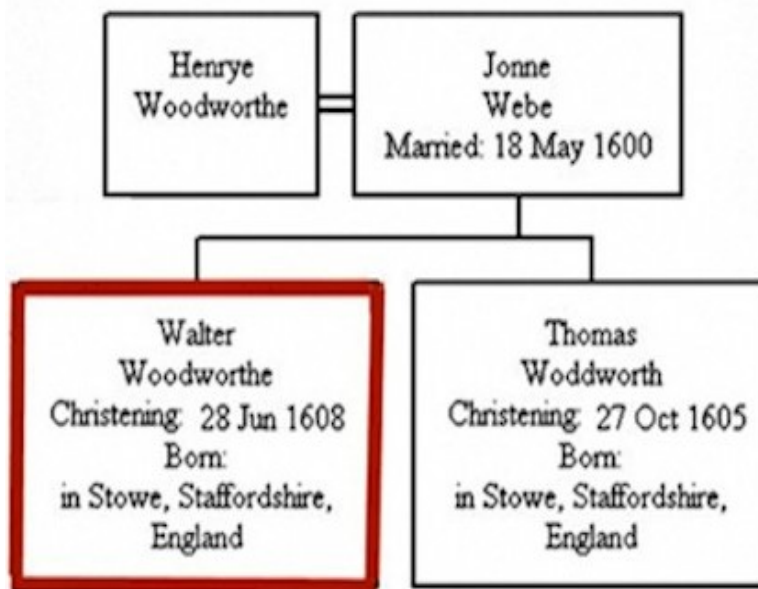 Henrye
Woodworthe
Jonne
Webe
Married: 18 May 1600
Walter
Woodworthe
Christening: 28 Jun 1608
Born:
in Stowe, Staffordshire,
England
Thomas
Woddworth
Christening: 27 Oct 1605
Born:
in Stowe, Staffordshire,
England